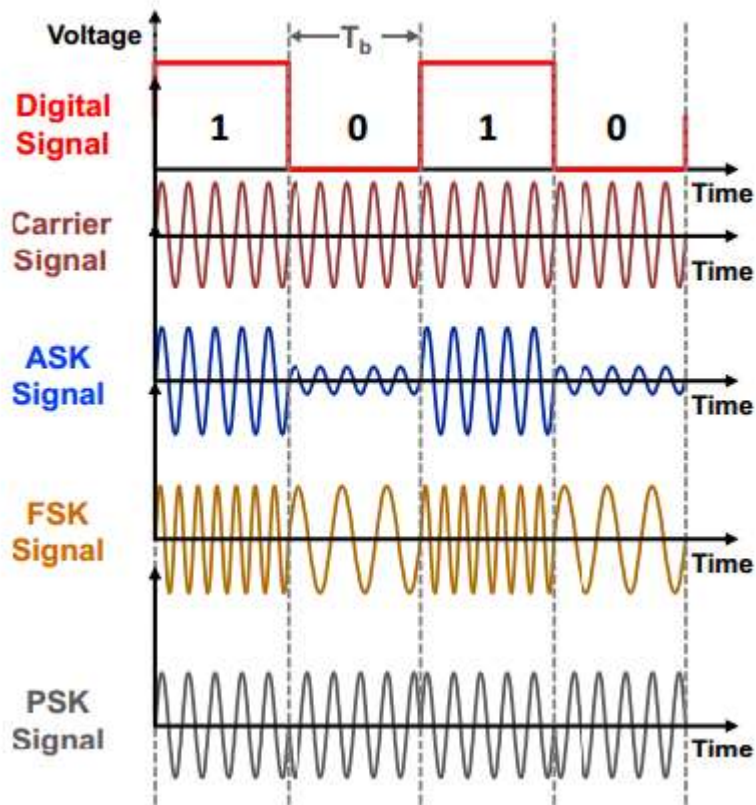 Voltage
T_b
Digital
Signal
1 0 1 0
Time
Carrier
Signal
Time
ASK
Signal
Time
FSK
Signal
Time
PSK
Signal
Time